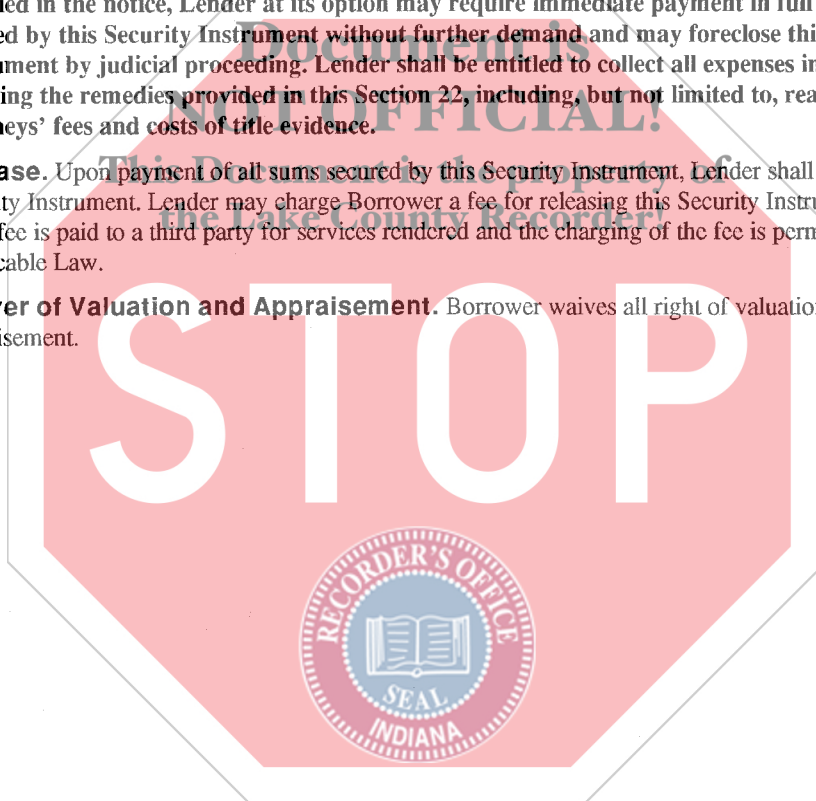 ied in the notice, Lender at its option may require immediate payment in full
ed by this Security Instrument without further demand and may foreclose thi
ument by judicial proceeding. Lender shall be entitled to collect all expenses in
ing the remedies provided in this Section 22, including, but not limited to, rea
neys' fees and costs of title evidence.
ase. Upon payment of all sums secured by this Security Instrument, Lender shall
ty Instrument. Lender may charge Borrower a fee for releasing this Security Instru
fee is paid to a third party for services rendered and the charging of the fee is perm
cable Law.
er of Valuation and Appraisement. Borrower waives all right of valuation
isement.
Document is
NOT OFFICIAL!
This Document is the property of
the Lake County Recorder!
STOP
RECORDER'S OFFICE
SEAL
INDIANA